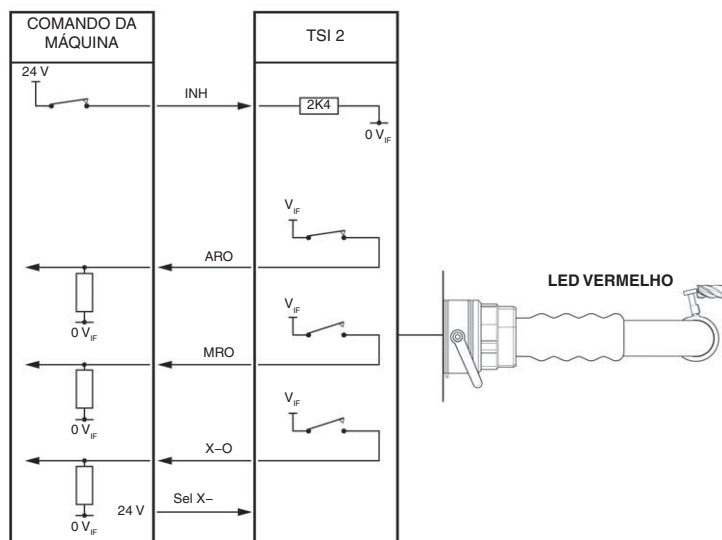 COMANDO DA
MÁQUINA
TSI 2
24 V
INH
2K4
0 VIF
VIF
ARO
0 VIF
LED VERMELHO
VIF
MRO
0 VIF
VIF
X–O
Sel X–
24 V
0 VIF